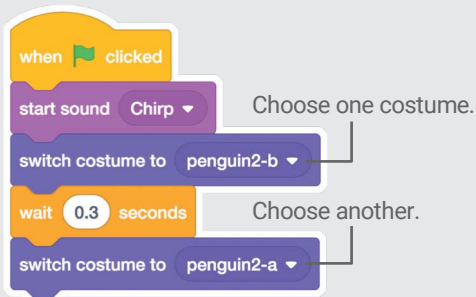 when clicked
start sound Chirp
Choose one costume.
switch costume to penguin2-b
wait 0.3 seconds
Choose another.
switch costume to penguin2-a